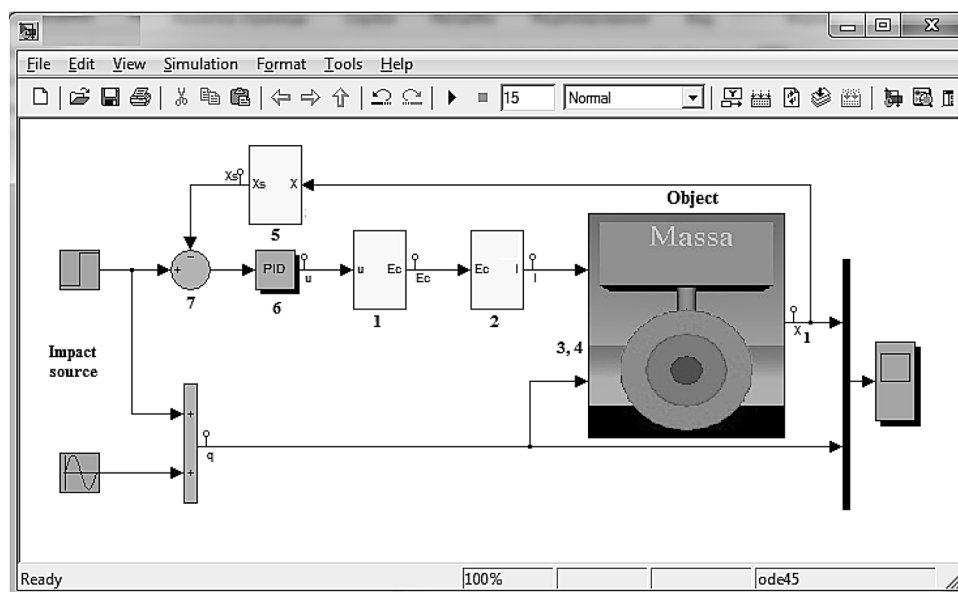 File Edit View Simulation Format Tools Help
15 Normal
Xs Xs X
5
Object
Massa
PID u u Ec Ec Ec I I
7 6 1 2
3, 4
X 1
Impact
source
q
Ready 100% ode45